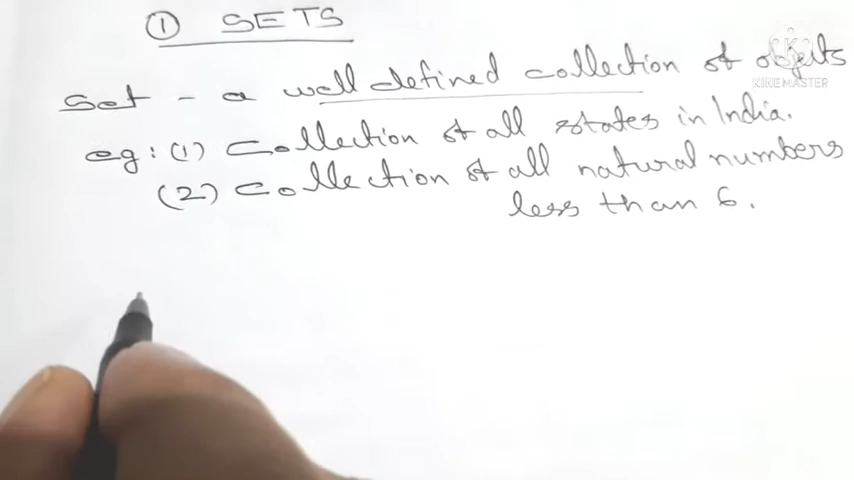 ① SETS
Set - a well defined collection of objects
eg: (1) Collection of all states in India.
(2) Collection of all natural numbers
less than 6.
KINEMASTER